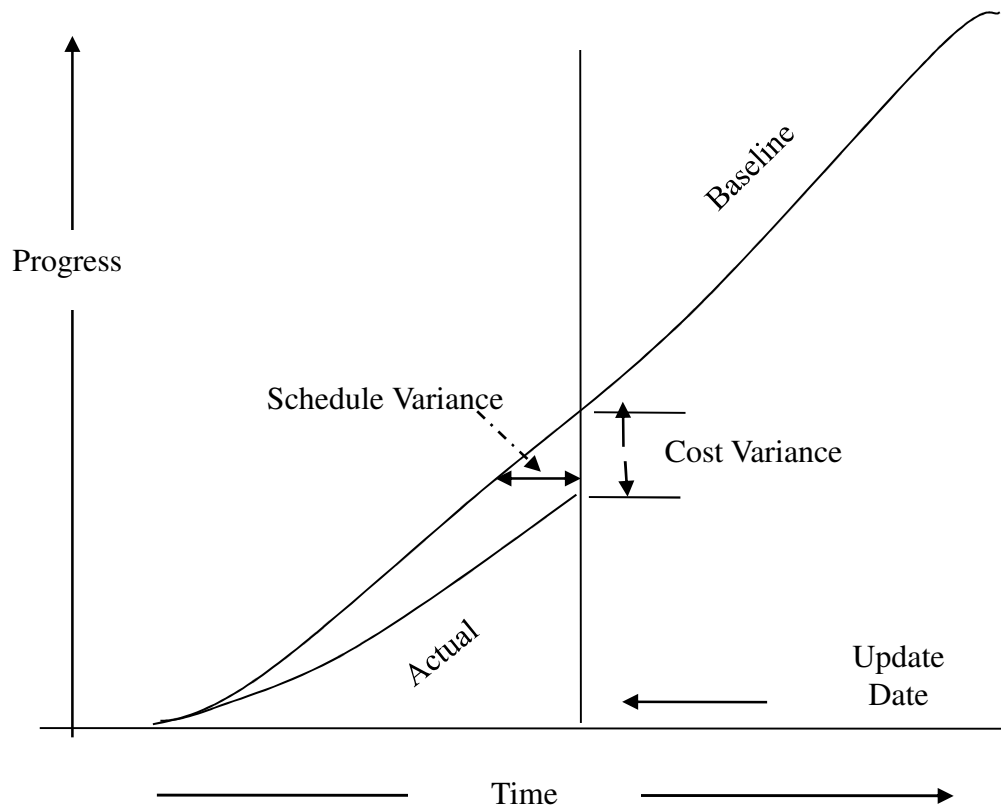 Baseline
Progress
Schedule Variance
Cost Variance
Actual
Update
Date
Time